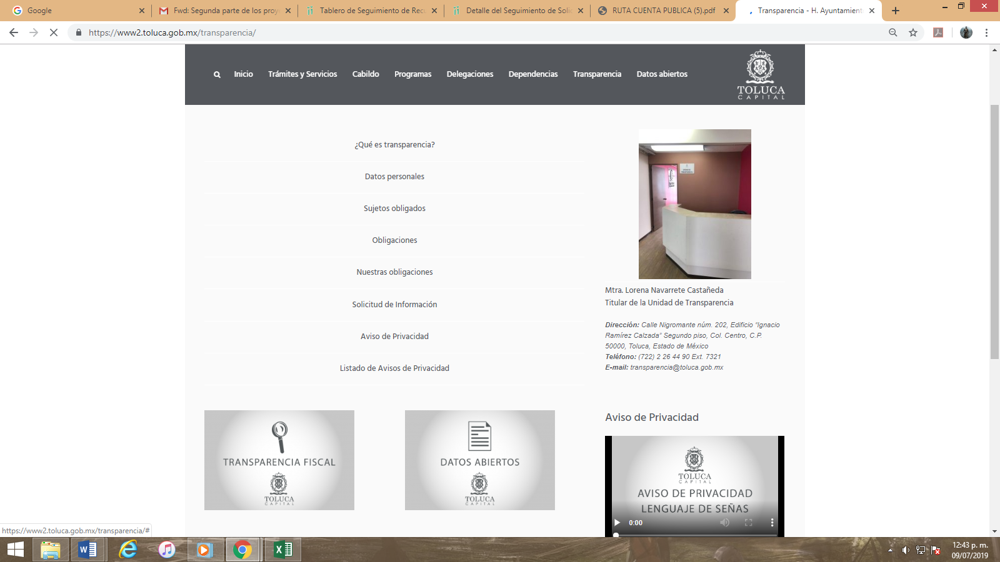 Google
Fwd: Segunda parte de los proy
Tablero de Seguimiento de Recu
Detalle del Seguimiento de Solic
RUTA CUENTA PUBLICA (5).pdf
Transparencia - H. Ayuntamient
https://www2.toluca.gob.mx/transparencia/
Inicio
Trámites y Servicios
Cabildo
Programas
Delegaciones
Dependencias
Transparencia
Datos abiertos
TOLUCA
CAPITAL
¿Qué es transparencia?
Datos personales
Sujetos obligados
Obligaciones
Nuestras obligaciones
Solicitud de Información
Aviso de Privacidad
Listado de Avisos de Privacidad
Mtra. Lorena Navarrete Castañeda
Titular de la Unidad de Transparencia
Dirección: Calle Nigromante núm. 202, Edificio “Ignacio
Ramírez Calzada” Segundo piso, Col. Centro, C.P.
50000, Toluca, Estado de México
Teléfono: (722) 2 26 44 90 Ext. 7321
E-mail: transparencia@toluca.gob.mx
TRANSPARENCIA FISCAL
TOLUCA
CAPITAL
DATOS ABIERTOS
TOLUCA
CAPITAL
Aviso de Privacidad
TOLUCA
CAPITAL
AVISO DE PRIVACIDAD
LENGUAJE DE SEÑAS
0:00
https://www2.toluca.gob.mx/transparencia/#
12:43 p. m.
09/07/2019